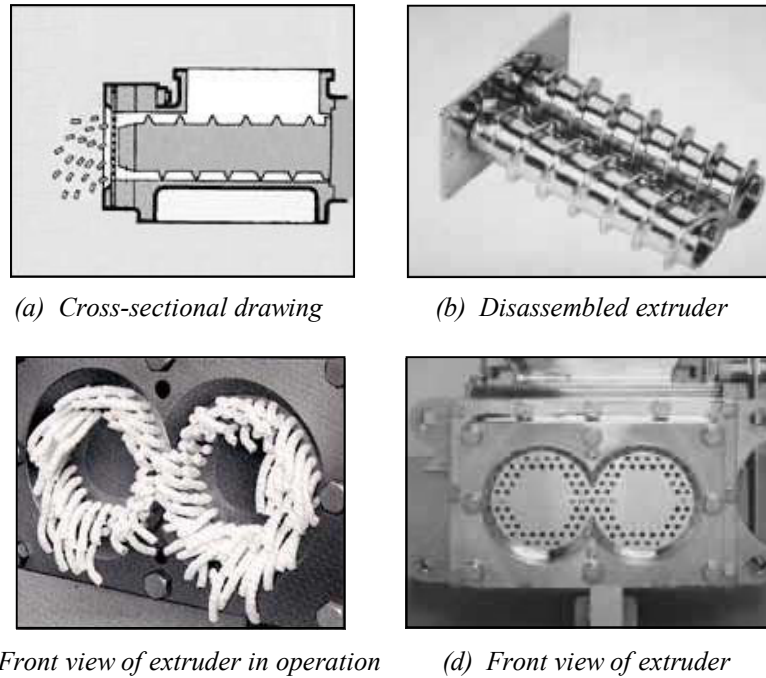 (a) Cross-sectional drawing
(b) Disassembled extruder
Front view of extruder in operation
(d) Front view of extruder